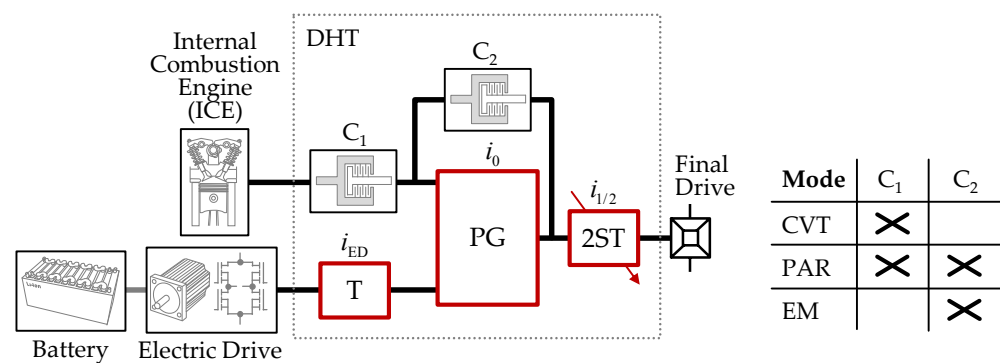 Internal
Combustion
Engine
(ICE)
DHT
C2
C1
i0
Final
Drive
i1/2
PG
2ST
iED
T
Battery
Electric Drive
Mode C1 C2
CVT
PAR
EM